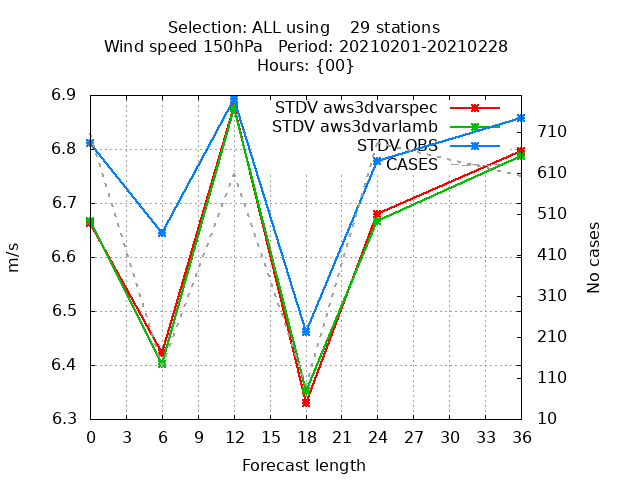 Selection: ALL using    29 stations
Wind speed 150hPa   Period: 20210201-20210228
Hours: {00}
STDV aws3dvarspec
STDV aws3dvarlamb
STDV OBS
CASES
6.9
6.8
6.7
6.6
6.5
6.4
6.3
m/s
710
610
510
410
310
210
110
10
No cases
0 3 6 9 12 15 18 21 24 27 30 33 36
Forecast length